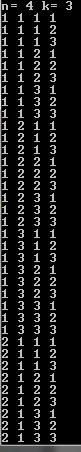 n= 4 k= 3
1 1 1 1
1 1 1 2
1 1 1 3
1 1 2 1
1 1 2 2
1 1 2 3
1 1 3 1
1 1 3 2
1 1 3 3
1 2 1 1
1 2 1 2
1 2 1 3
1 2 2 1
1 2 2 2
1 2 2 3
1 2 3 1
1 2 3 2
1 2 3 3
1 3 1 1
1 3 1 2
1 3 1 3
1 3 2 1
1 3 2 2
1 3 2 3
1 3 3 1
1 3 3 2
1 3 3 3
2 1 1 1
2 1 1 2
2 1 1 3
2 1 2 1
2 1 2 2
2 1 2 3
2 1 3 1
2 1 3 2
2 1 3 3